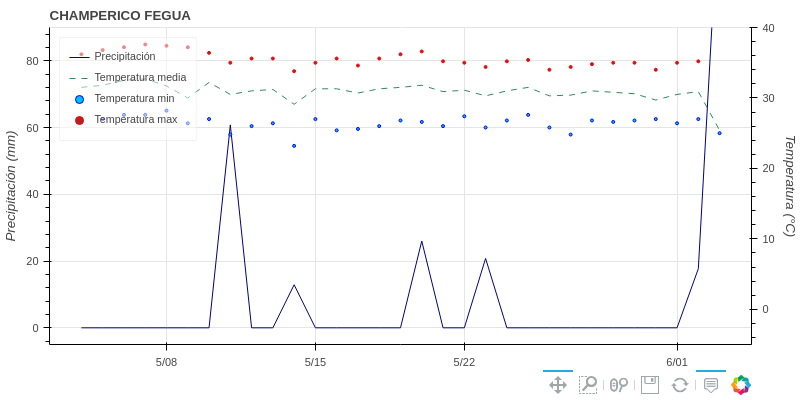 CHAMPERICO FEGUA
Precipitación
Temperatura media
Temperatura min
Temperatura max
Precipitación (mm)
80
60
40
20
0
40
30
20
10
0
Temperatura (°C)
5/08
5/15
5/22
6/01